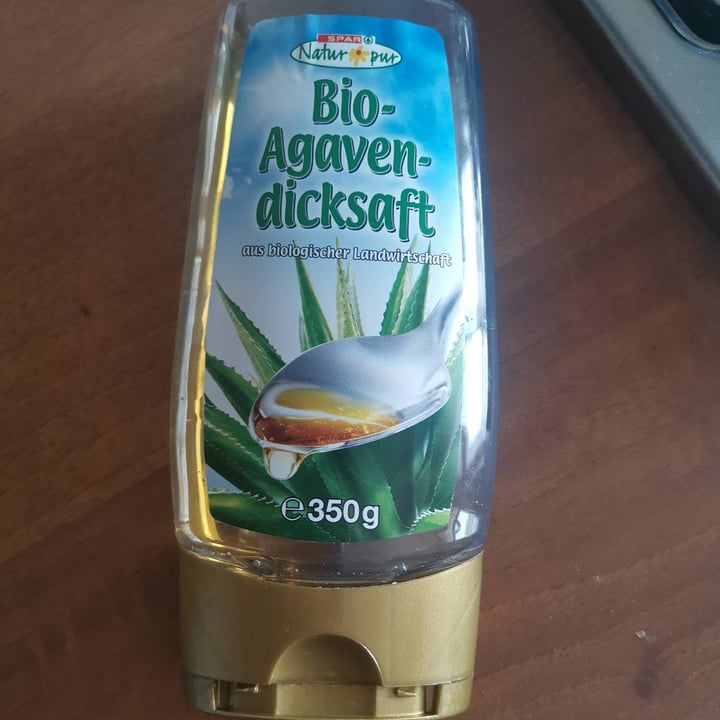 SPAR
Natur pur
Bio-
Agaven-
dicksaft
aus biologischer Landwirtschaft
℮350g